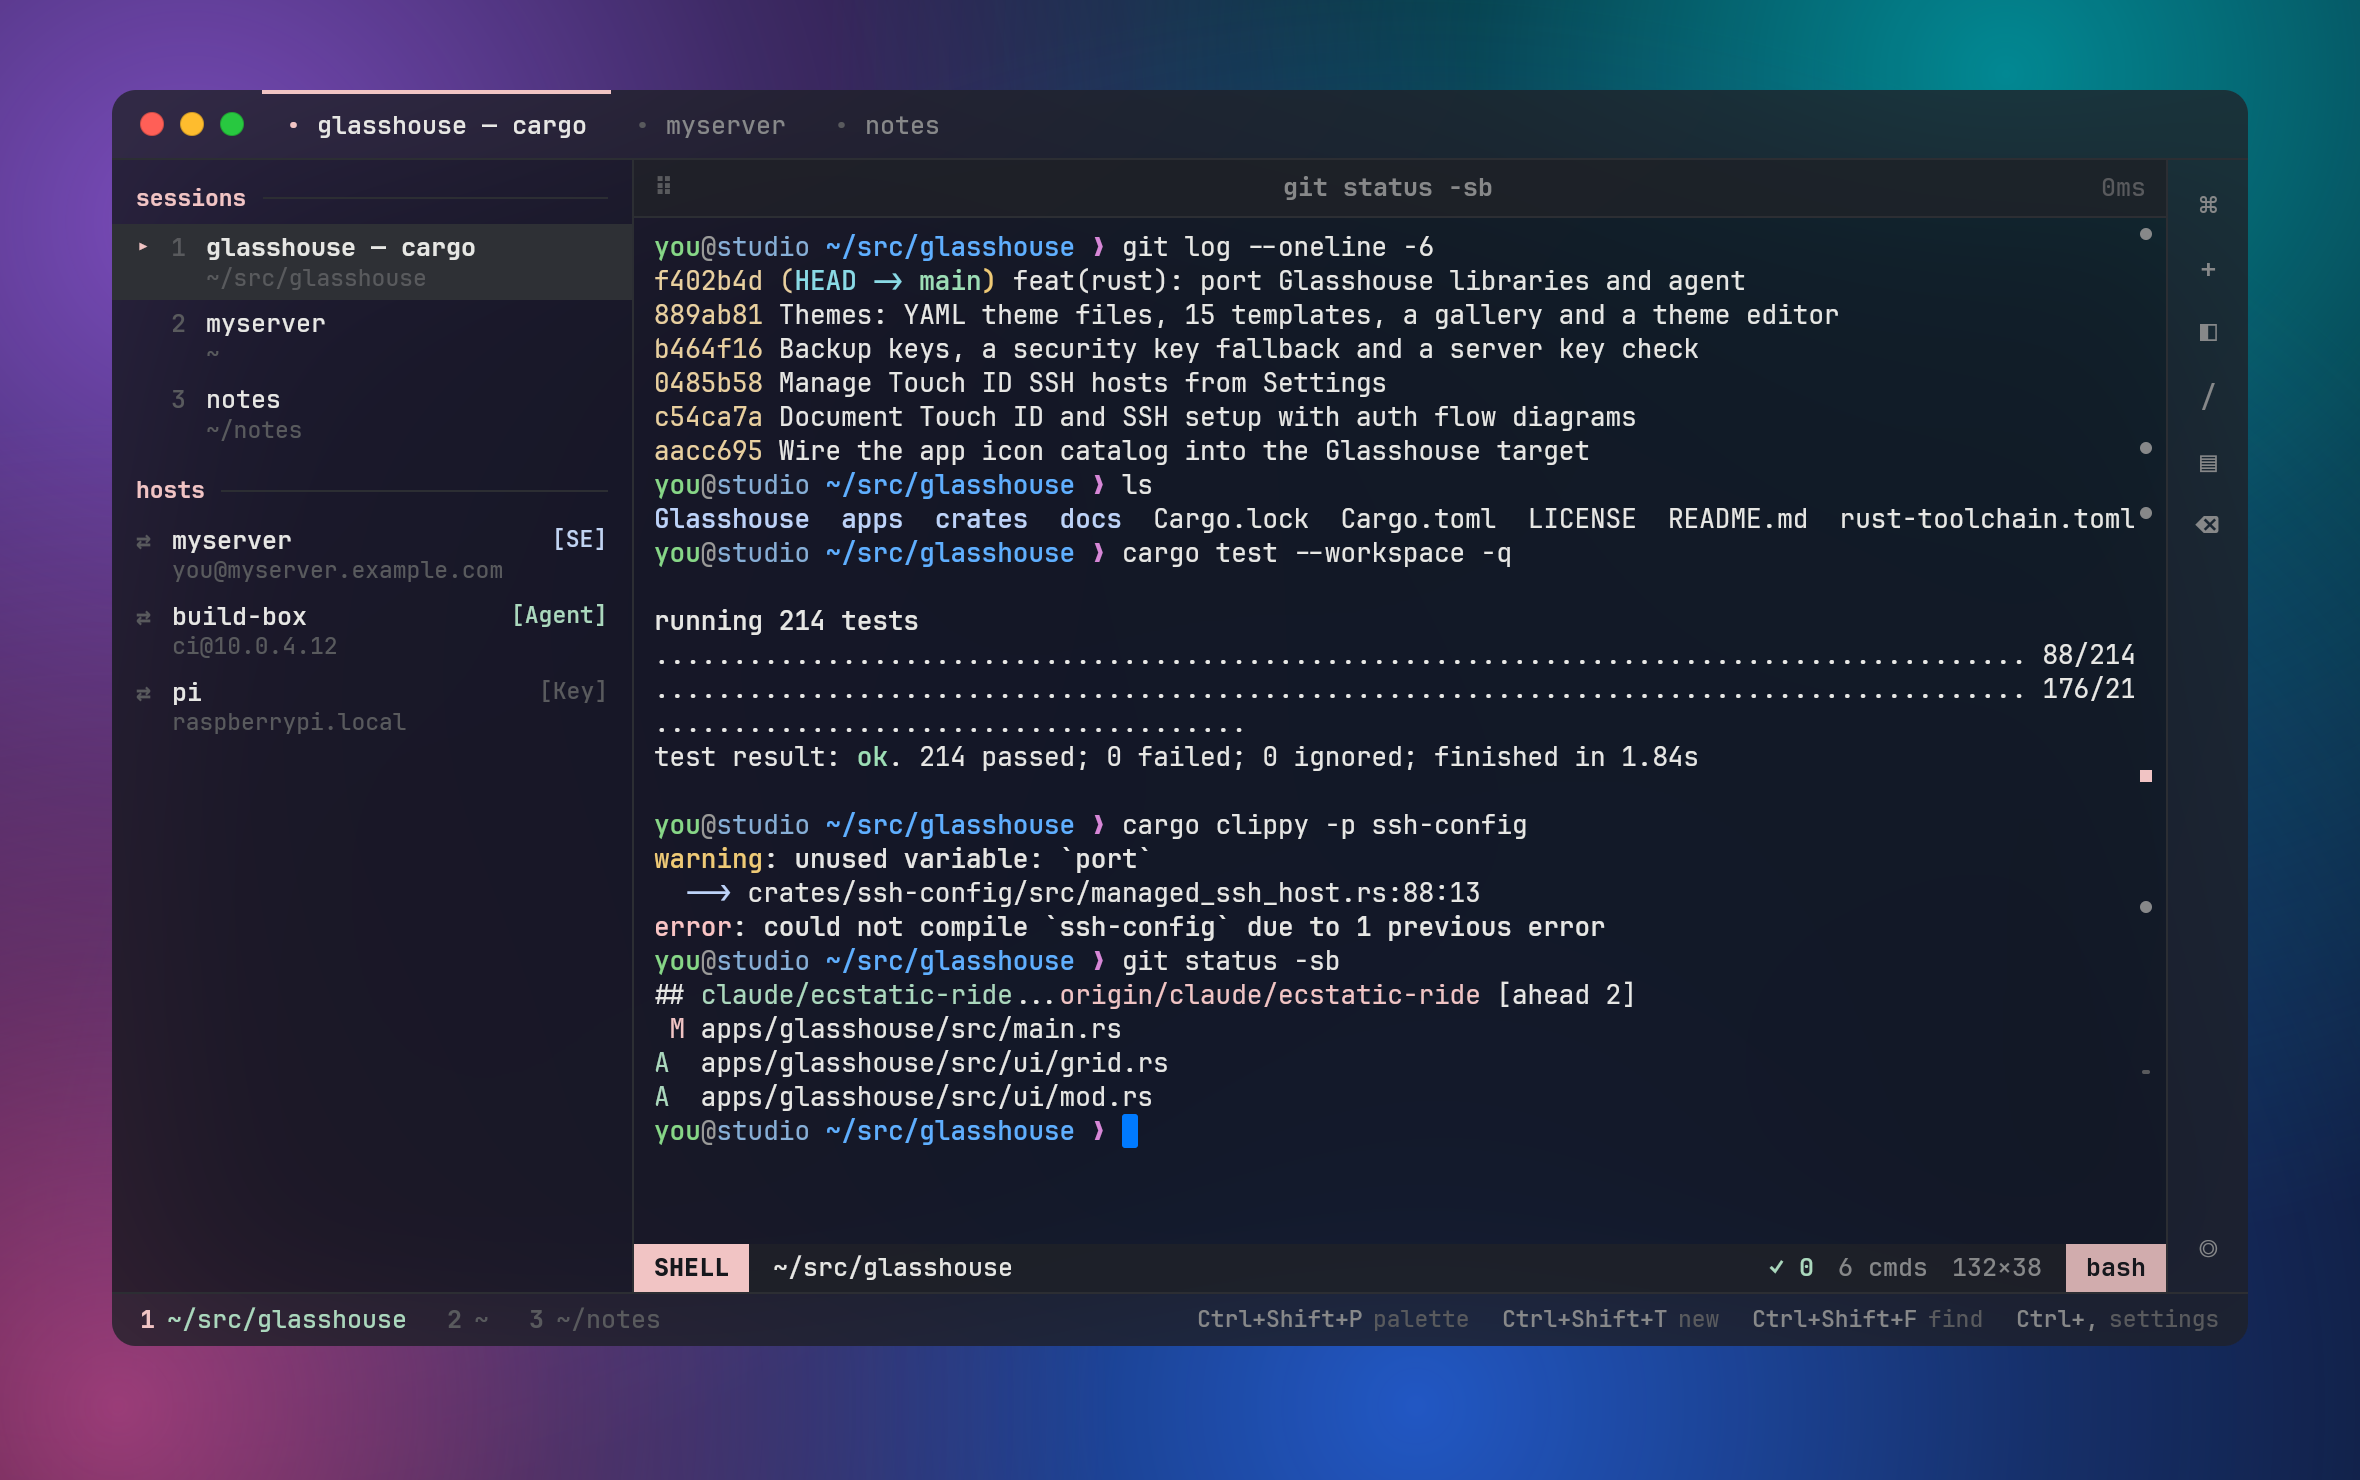 • glasshouse — cargo • myserver • notes
sessions
▸ 1 glasshouse — cargo
~/src/glasshouse
2 myserver
~
3 notes
~/notes
hosts
⇄ myserver [SE]
you@myserver.example.com
⇄ build-box [Agent]
ci@10.0.4.12
⇄ pi [Key]
raspberrypi.local
git status -sb 0ms
you@studio ~/src/glasshouse ❯ git log --oneline -6
f402b4d (HEAD -> main) feat(rust): port Glasshouse libraries and agent
889ab81 Themes: YAML theme files, 15 templates, a gallery and a theme editor
b464f16 Backup keys, a security key fallback and a server key check
0485b58 Manage Touch ID SSH hosts from Settings
c54ca7a Document Touch ID and SSH setup with auth flow diagrams
aacc695 Wire the app icon catalog into the Glasshouse target
you@studio ~/src/glasshouse ❯ ls
Glasshouse  apps  crates  docs  Cargo.lock  Cargo.toml  LICENSE  README.md  rust-toolchain.toml
you@studio ~/src/glasshouse ❯ cargo test --workspace -q
running 214 tests
........................................................................................ 88/214
........................................................................................ 176/21
......................................
test result: ok. 214 passed; 0 failed; 0 ignored; finished in 1.84s
you@studio ~/src/glasshouse ❯ cargo clippy -p ssh-config
warning: unused variable: `port`
  --> crates/ssh-config/src/managed_ssh_host.rs:88:13
error: could not compile `ssh-config` due to 1 previous error
you@studio ~/src/glasshouse ❯ git status -sb
## claude/ecstatic-ride...origin/claude/ecstatic-ride [ahead 2]
 M apps/glasshouse/src/main.rs
A  apps/glasshouse/src/ui/grid.rs
A  apps/glasshouse/src/ui/mod.rs
you@studio ~/src/glasshouse ❯
SHELL ~/src/glasshouse ✓ 0 6 cmds 132×38 bash
1 ~/src/glasshouse 2 ~ 3 ~/notes Ctrl+Shift+P palette Ctrl+Shift+T new Ctrl+Shift+F find Ctrl+, settings